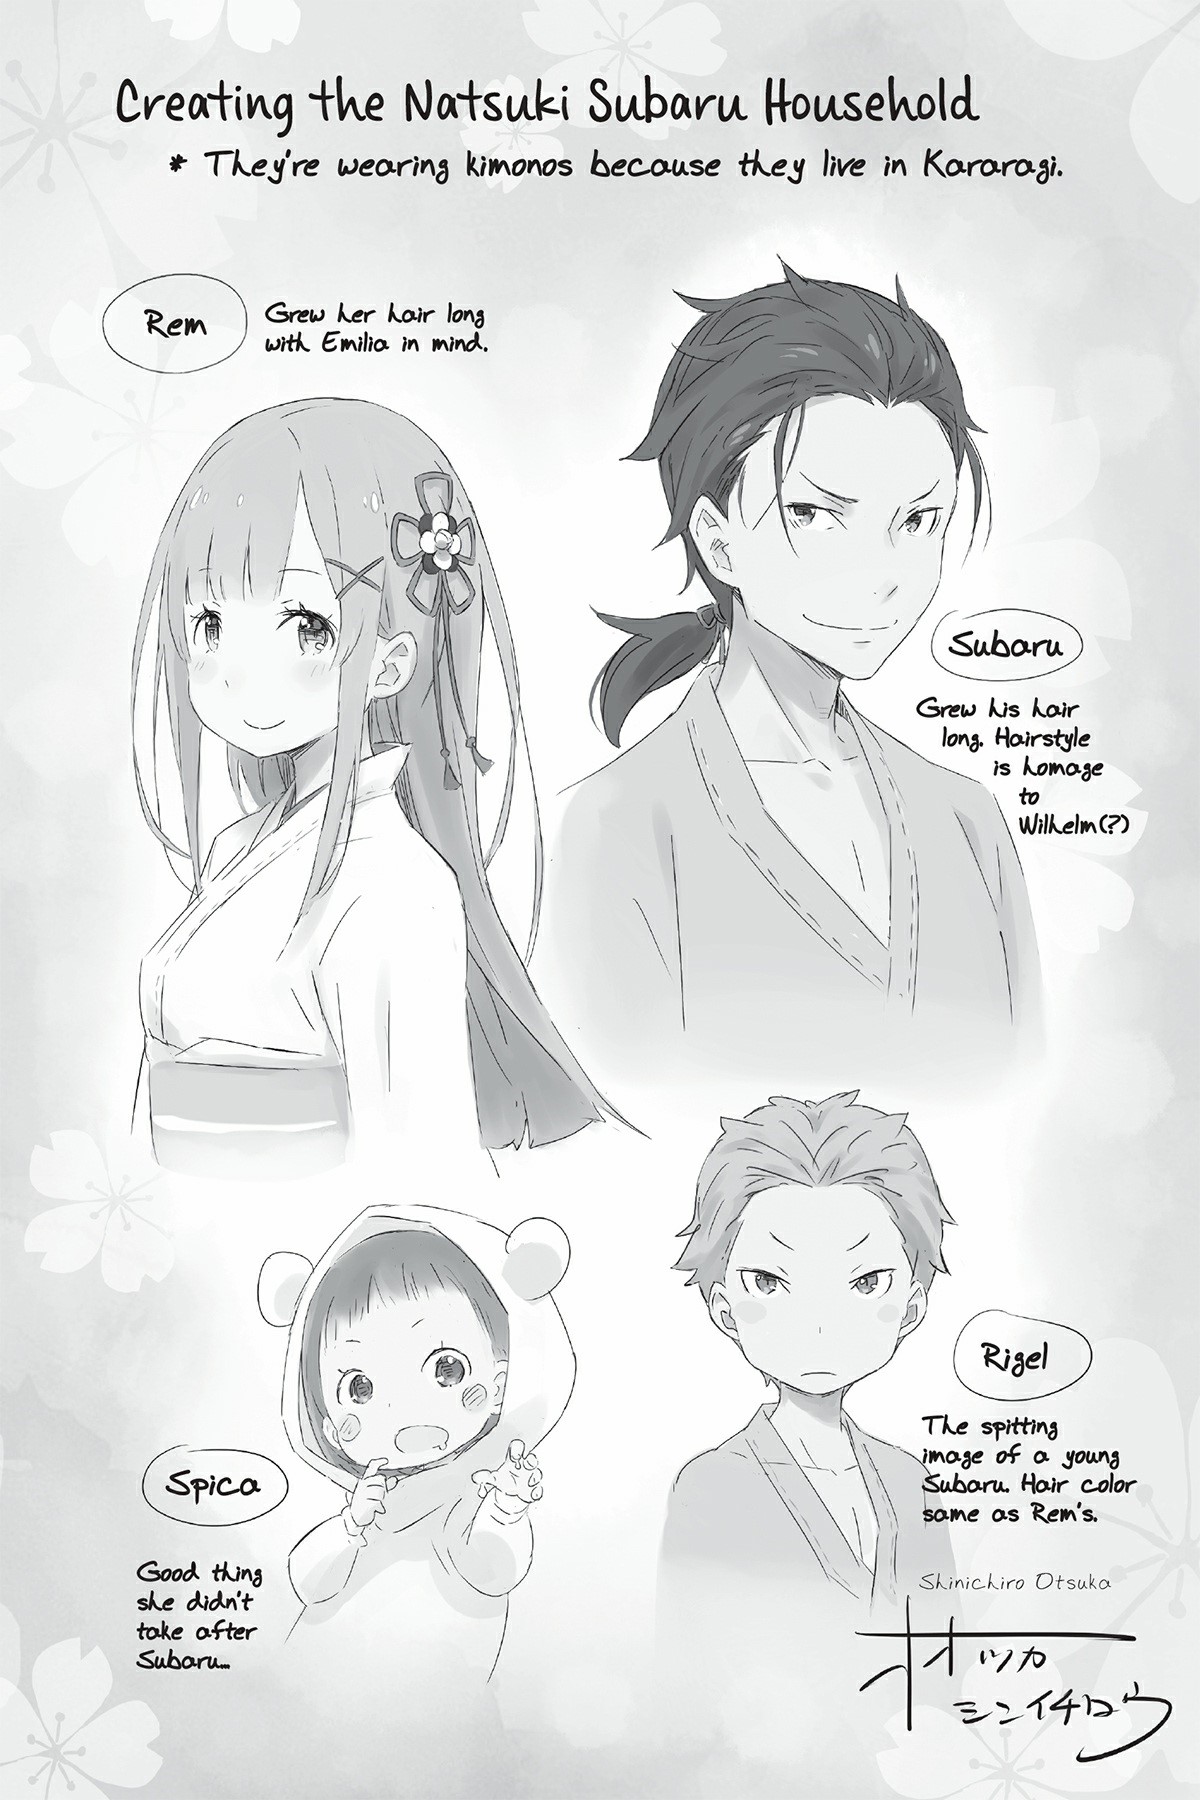 Creating the Natsuki Subaru Household
* They're wearing kimonos because they live in Kararagi.
Rem
Grew her hair long
with Emilia in mind.
Subaru
Grew his hair
long. Hairstyle
is homage
to
Wilhelm(?)
Spica
Good thing
she didn't
take after
Subaru...
Rigel
The spitting
image of a young
Subaru. Hair color
same as Rem's.
Shinichiro Otsuka
オオツカ
シンイチロウ